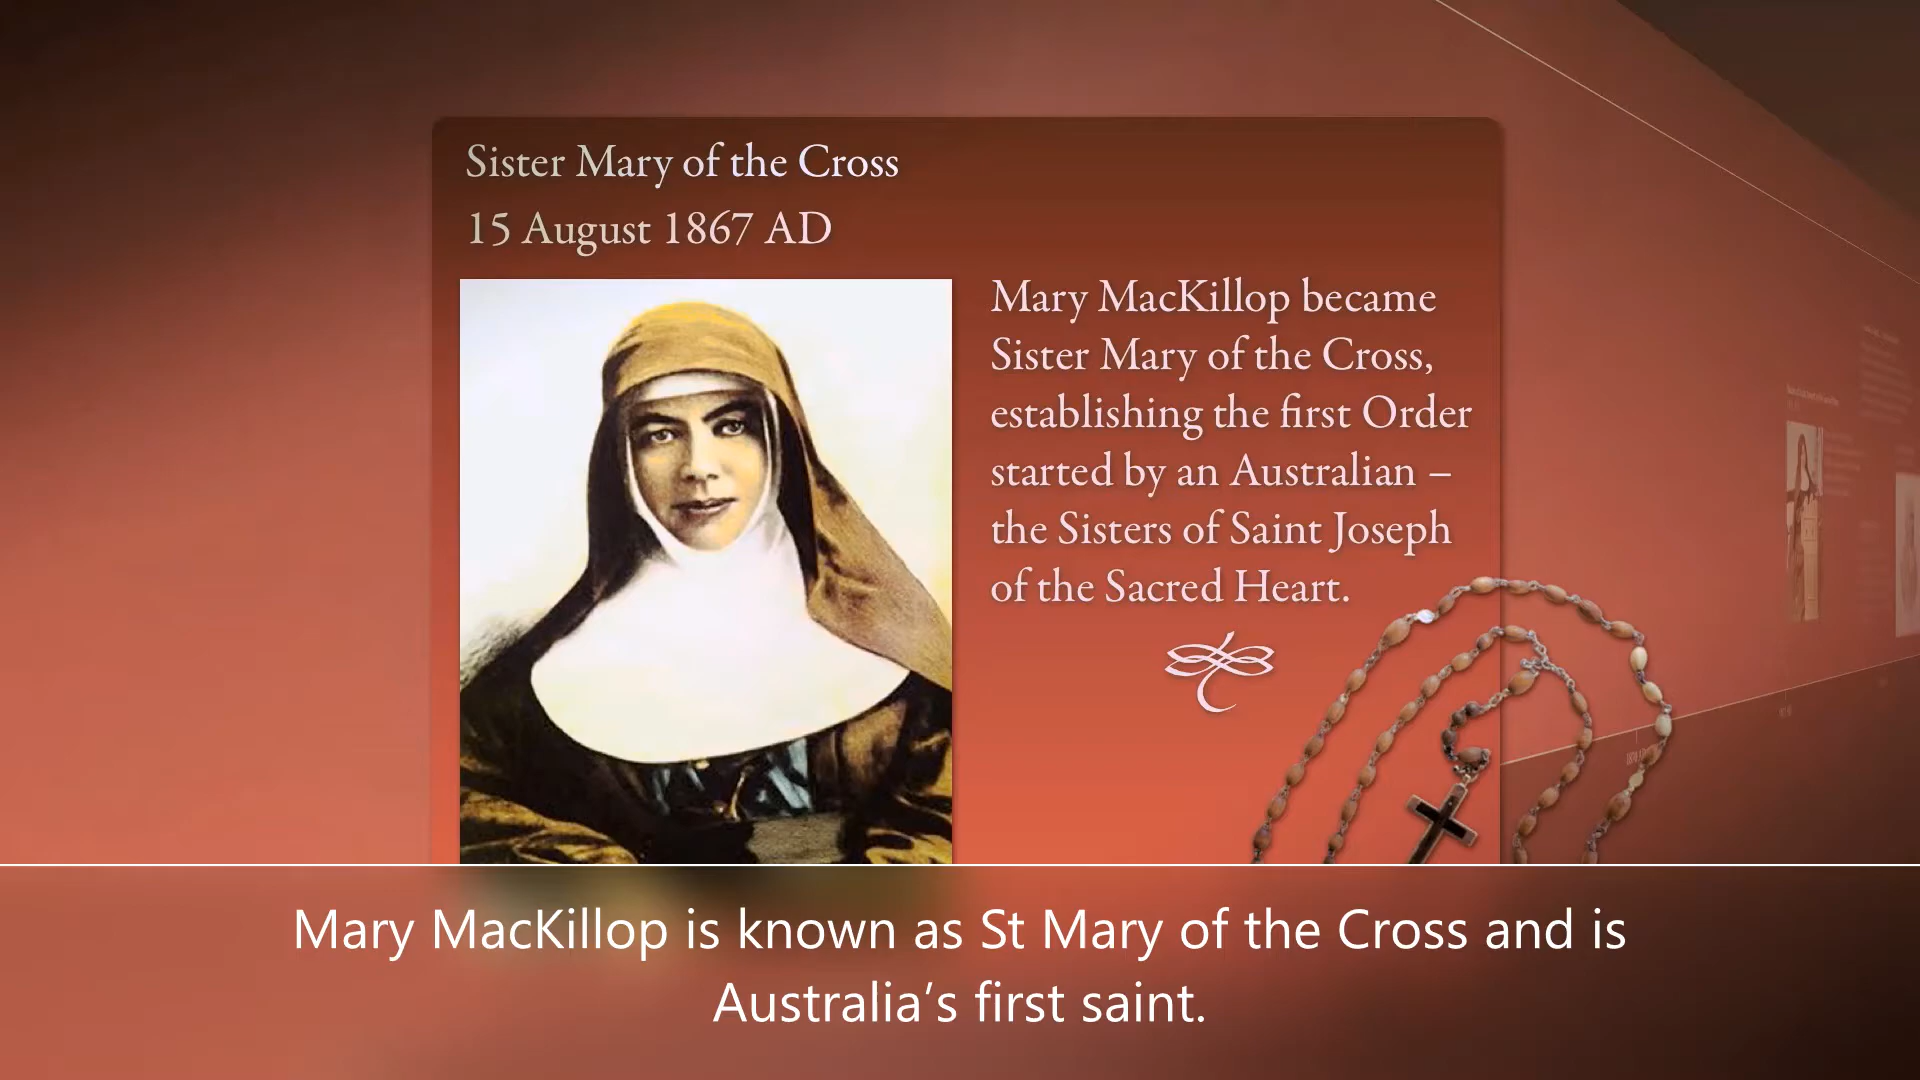 Sister Mary of the Cross
15 August 1867 AD
Mary MacKillop became
Sister Mary of the Cross,
establishing the first Order
started by an Australian –
the Sisters of Saint Joseph
of the Sacred Heart.
Mary MacKillop is known as St Mary of the Cross and is
Australia’s first saint.